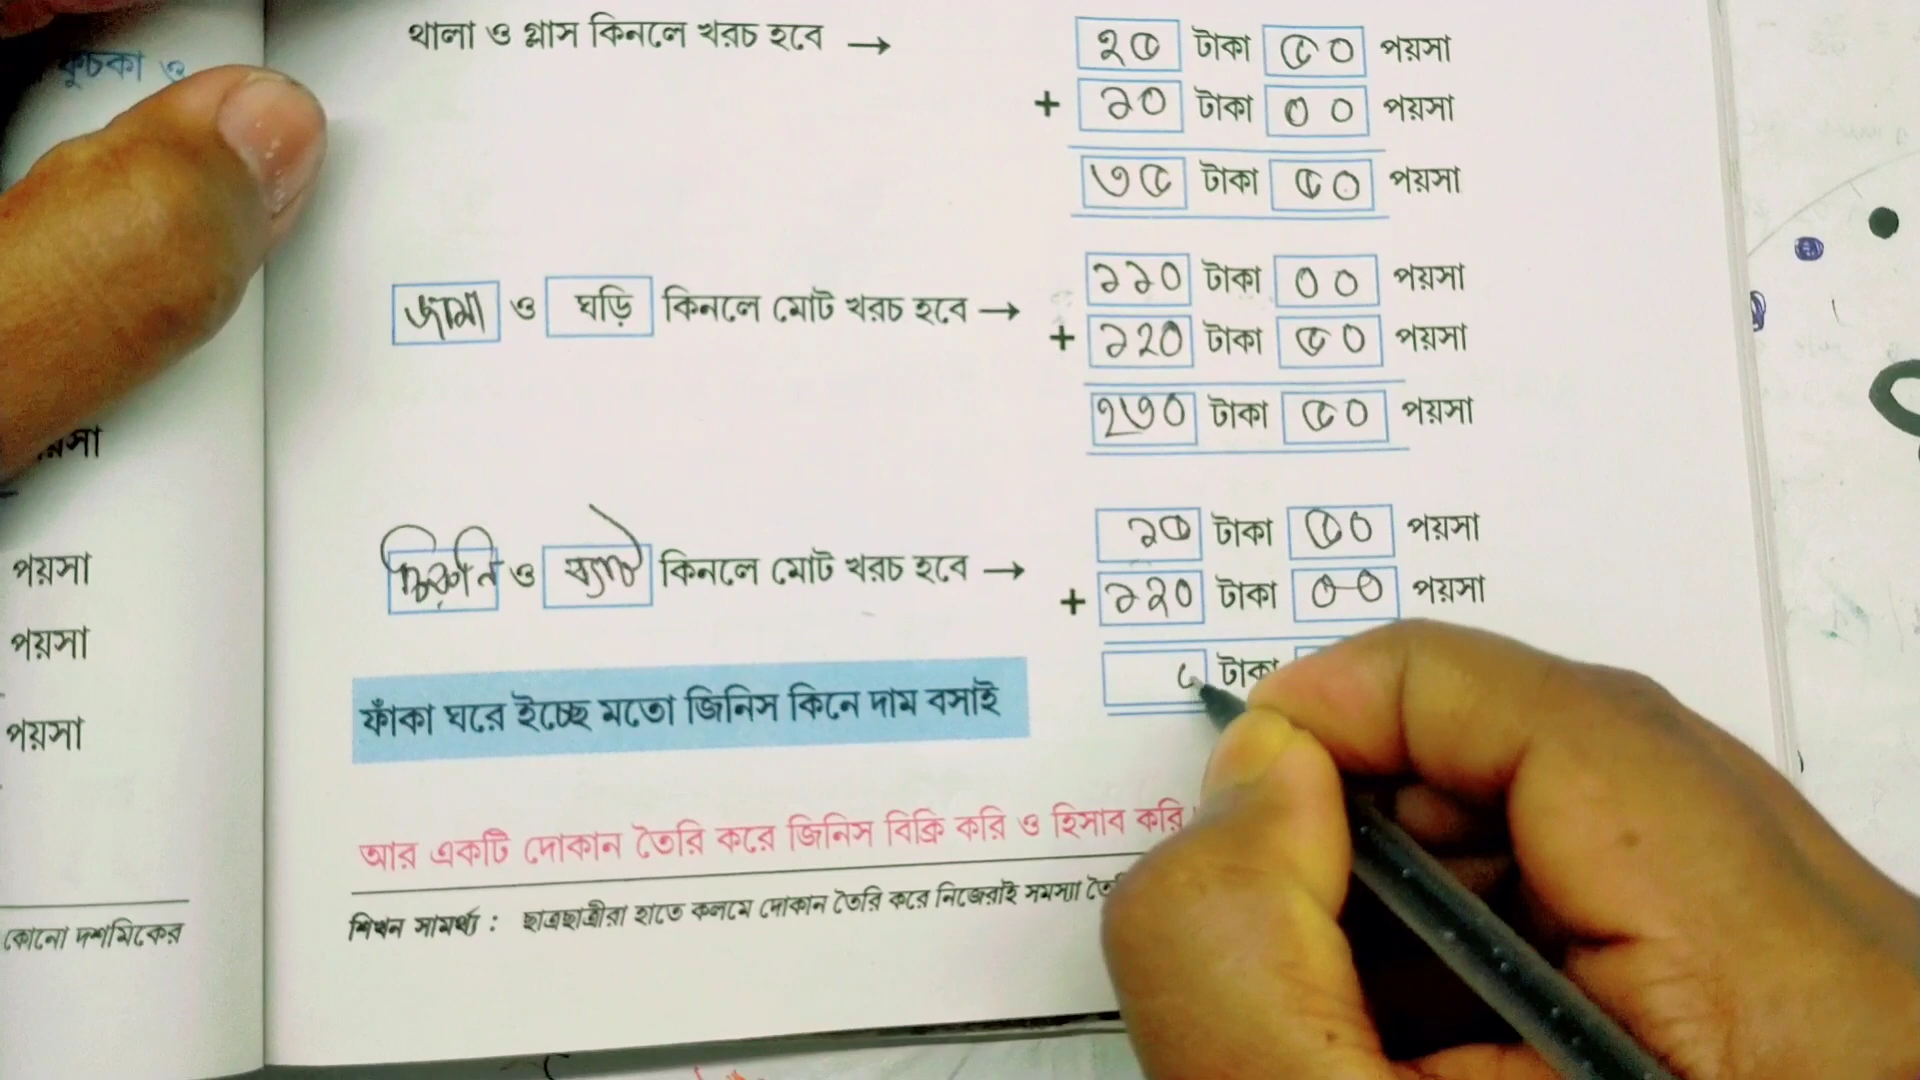 কুচকা ও
থালা ও গ্লাস কিনলে খরচ হবে → ২৫ টাকা ৫০ পয়সা
+ ১০ টাকা ০০ পয়সা
৩৫ টাকা ৫০ পয়সা
জামা ও ঘড়ি কিনলে মোট খরচ হবে → ১১০ টাকা ০০ পয়সা
+ ১২০ টাকা ৫০ পয়সা
২৩০ টাকা ৫০ পয়সা
চিরুনি ও ব্যাট কিনলে মোট খরচ হবে → ১৫ টাকা ৫০ পয়সা
+ ১২০ টাকা ০০ পয়সা
টাকা
ফাঁকা ঘরে ইচ্ছে মতো জিনিস কিনে দাম বসাই
আর একটি দোকান তৈরি করে জিনিস বিক্রি করি ও হিসাব করি
শিখন সামর্থ্য : ছাত্রছাত্রীরা হাতে কলমে দোকান তৈরি করে নিজেরাই সমস্যা
পয়সা
পয়সা
পয়সা
কোনো দশমিকের